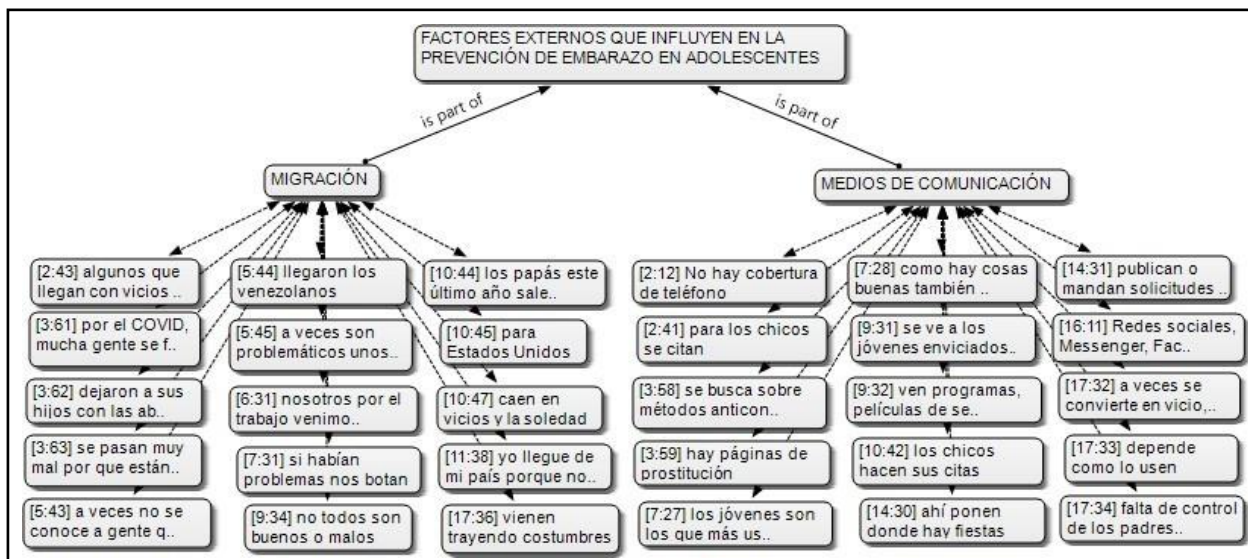 FACTORES EXTERNOS QUE INFLUYEN EN LA
PREVENCIÓN DE EMBARAZO EN ADOLESCENTES
is part of
is part of
MIGRACIÓN
MEDIOS DE COMUNICACIÓN
[2:43] algunos que
llegan con vicios ..
[3:61] por el COVID,
mucha gente se f..
[3:62] dejaron a sus
hijos con las ab..
[3:63] se pasan muy
mal por que están..
[5:43] a veces no se
conoce a gente q..
[5:44] llegaron los
venezolanos
[5:45] a veces son
problemáticos unos..
[6:31] nosotros por el
trabajo venimo..
[7:31] si habían
problemas nos botan
[9:34] no todos son
buenos o malos
[10:44] los papás este
último año sale..
[10:45] para
Estados Unidos
[10:47] caen en
vicios y la soledad
[11:38] yo llegue de
mi país porque no..
[17:36] vienen
trayendo costumbres
[2:12] No hay cobertura
de teléfono
[2:41] para los chicos
se citan
[3:58] se busca sobre
métodos anticon..
[3:59] hay páginas de
prostitución
[7:27] los jóvenes son
los que más us..
[7:28] como hay cosas
buenas también ..
[9:31] se ve a los
jóvenes enviciados..
[9:32] ven programas,
películas de se..
[10:42] los chicos
hacen sus citas
[14:30] ahí ponen
donde hay fiestas
[14:31] publican o
mandan solicitudes ..
[16:11] Redes sociales,
Messenger, Fac..
[17:32] a veces se
convierte en vicio,..
[17:33] depende
como lo usen
[17:34] falta de control
de los padres..